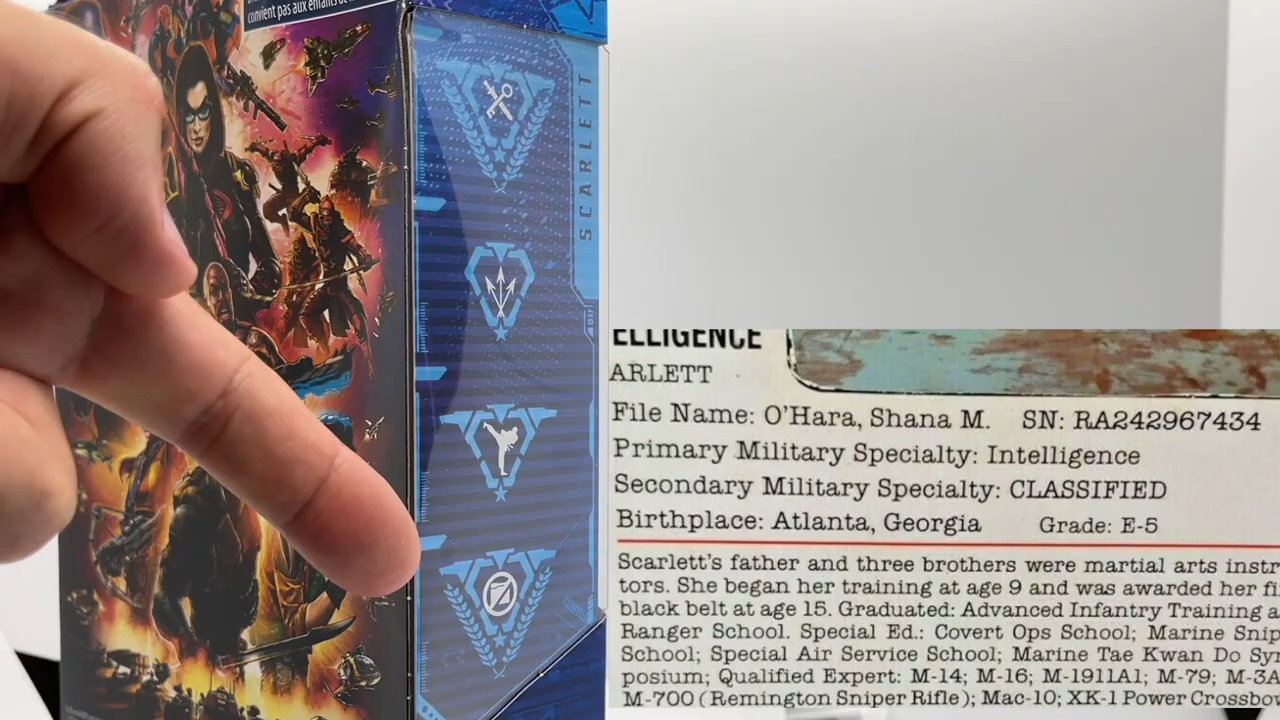 convient pas aux enfants de
SCARLETT
ELLIGENCE
ARLETT
File Name: O'Hara, Shana M. SN: RA242967434
Primary Military Specialty: Intelligence
Secondary Military Specialty: CLASSIFIED
Birthplace: Atlanta, Georgia Grade: E-5
Scarlett's father and three brothers were martial arts instr
tors. She began her training at age 9 and was awarded her fi
black belt at age 15. Graduated: Advanced Infantry Training a
Ranger School. Special Ed.: Covert Ops School; Marine Snip
School; Special Air Service School; Marine Tae Kwan Do Sym
posium; Qualified Expert: M-14; M-16; M-1911A1; M-79; M-3A
M-700 (Remington Sniper Rifle); Mac-10; XK-1 Power Crossbow